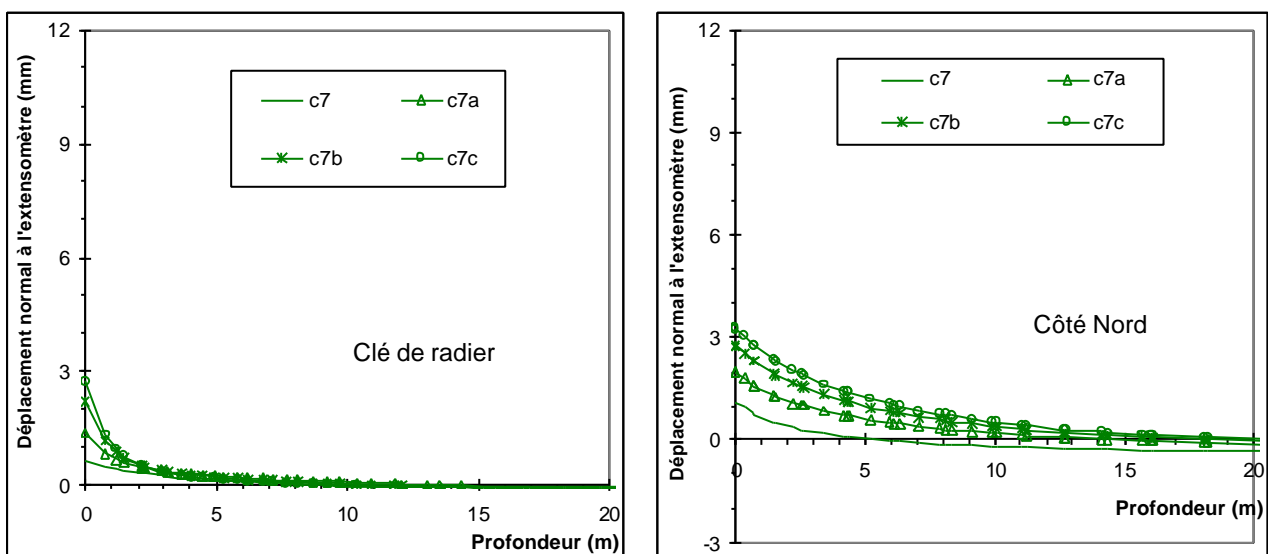 Déplacement normal à l'extensomètre (mm)
12
9
6
3
0
c7
c7a
c7b
c7c
Clé de radier
0
5
10
15
20
Profondeur (m)
Déplacement normal à l'extensomètre (mm)
12
9
6
3
0
-3
c7
c7a
c7b
c7c
Côté Nord
0
5
10
15
20
Profondeur (m)